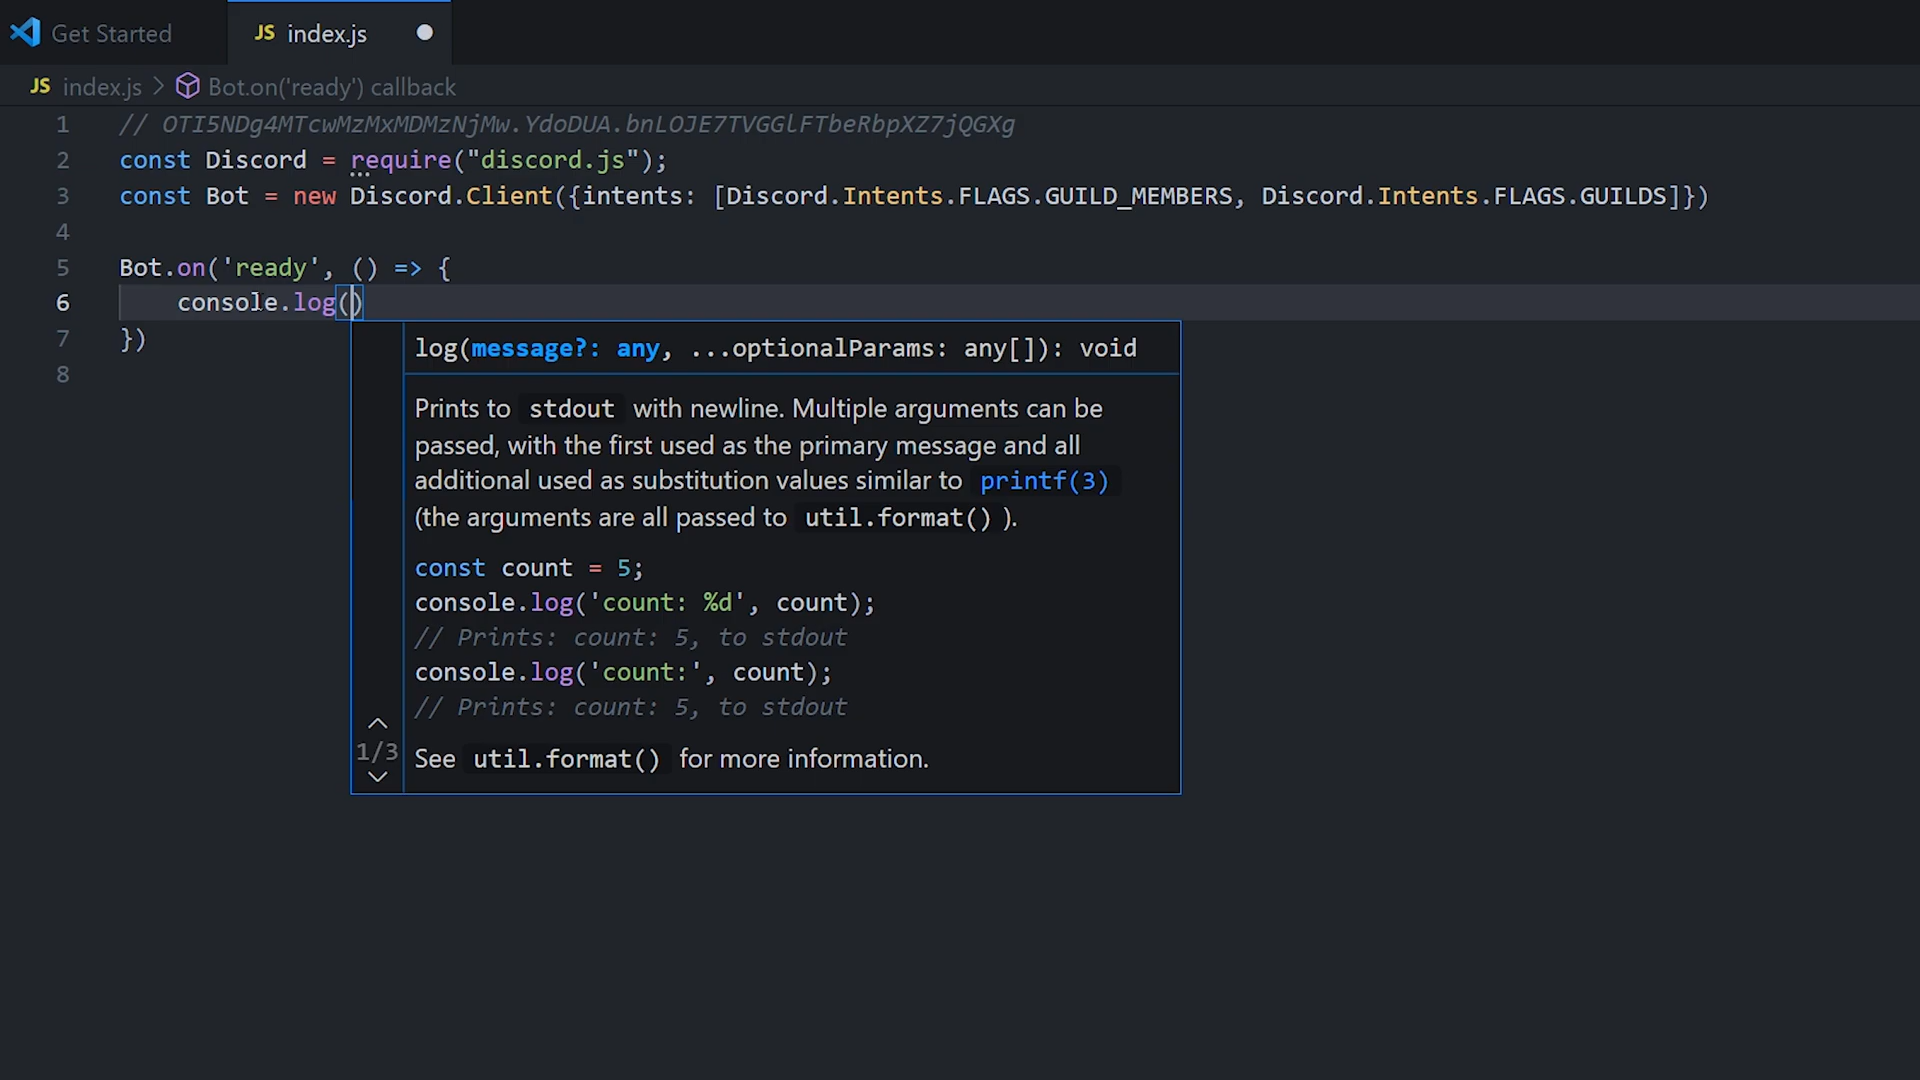 Get Started
JS index.js
JS index.js > Bot.on('ready') callback
1 // OTI5NDg4MTcwMzMxMDMzNjMw.YdoDUA.bnLOJE7TVGGlFTbeRbpXZ7jQGXg
2 const Discord = require("discord.js");
3 const Bot = new Discord.Client({intents: [Discord.Intents.FLAGS.GUILD_MEMBERS, Discord.Intents.FLAGS.GUILDS]})
4
5 Bot.on('ready', () => {
6 console.log()
7 })
8
log(message?: any, ...optionalParams: any[]): void
Prints to stdout with newline. Multiple arguments can be
passed, with the first used as the primary message and all
additional used as substitution values similar to printf(3)
(the arguments are all passed to util.format() ).
const count = 5;
console.log('count: %d', count);
// Prints: count: 5, to stdout
console.log('count:', count);
// Prints: count: 5, to stdout
1/3
See util.format() for more information.